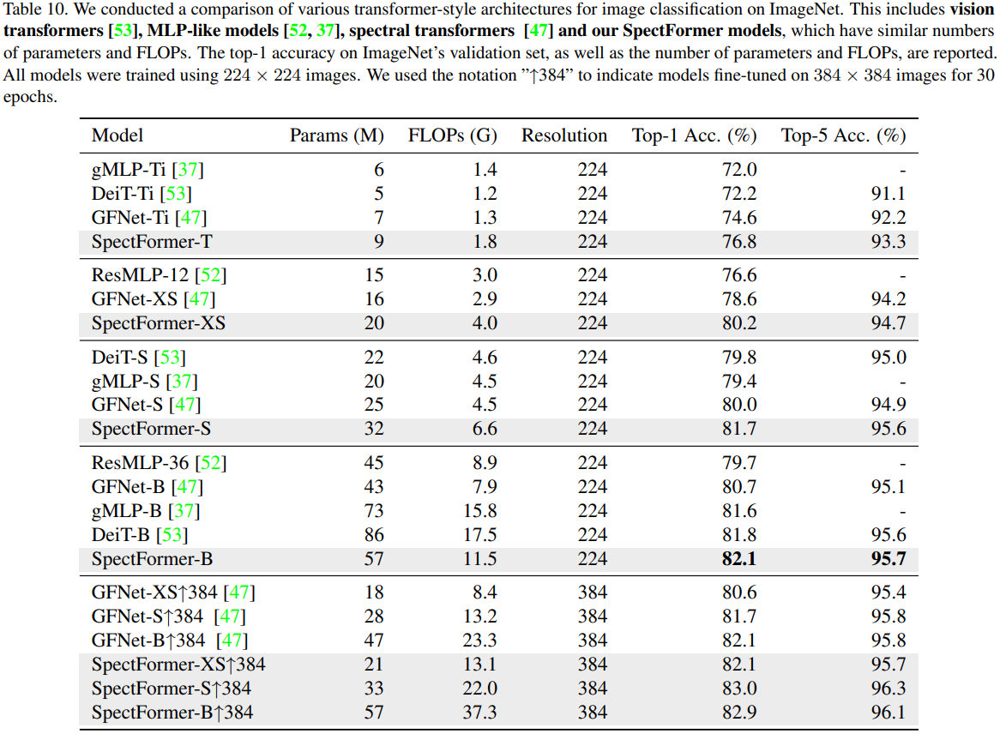 Table 10. We conducted a comparison of various transformer-style architectures for image classification on ImageNet. This includes vision
transformers [53], MLP-like models [52, 37], spectral transformers [47] and our SpectFormer models, which have similar numbers
of parameters and FLOPs. The top-1 accuracy on ImageNet's validation set, as well as the number of parameters and FLOPs, are reported.
All models were trained using 224 × 224 images. We used the notation "↑384" to indicate models fine-tuned on 384 × 384 images for 30
epochs.
Model Params (M) FLOPs (G) Resolution Top-1 Acc. (%) Top-5 Acc. (%)
gMLP-Ti [37] 6 1.4 224 72.0 -
DeiT-Ti [53] 5 1.2 224 72.2 91.1
GFNet-Ti [47] 7 1.3 224 74.6 92.2
SpectFormer-T 9 1.8 224 76.8 93.3
ResMLP-12 [52] 15 3.0 224 76.6 -
GFNet-XS [47] 16 2.9 224 78.6 94.2
SpectFormer-XS 20 4.0 224 80.2 94.7
DeiT-S [53] 22 4.6 224 79.8 95.0
gMLP-S [37] 20 4.5 224 79.4 -
GFNet-S [47] 25 4.5 224 80.0 94.9
SpectFormer-S 32 6.6 224 81.7 95.6
ResMLP-36 [52] 45 8.9 224 79.7 -
GFNet-B [47] 43 7.9 224 80.7 95.1
gMLP-B [37] 73 15.8 224 81.6 -
DeiT-B [53] 86 17.5 224 81.8 95.6
SpectFormer-B 57 11.5 224 82.1 95.7
GFNet-XS↑384 [47] 18 8.4 384 80.6 95.4
GFNet-S↑384 [47] 28 13.2 384 81.7 95.8
GFNet-B↑384 [47] 47 23.3 384 82.1 95.8
SpectFormer-XS↑384 21 13.1 384 82.1 95.7
SpectFormer-S↑384 33 22.0 384 83.0 96.3
SpectFormer-B↑384 57 37.3 384 82.9 96.1